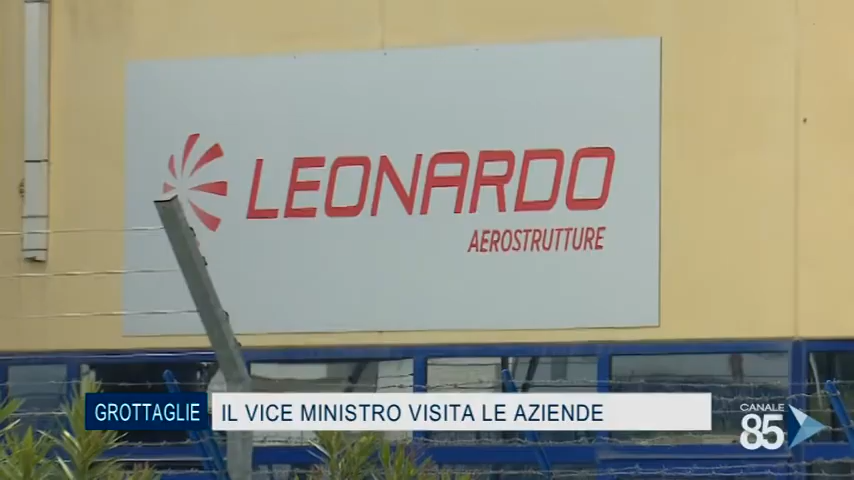 LEONARDO
AEROSTRUTTURE
GROTTAGLIE IL VICE MINISTRO VISITA LE AZIENDE
CANALE
85